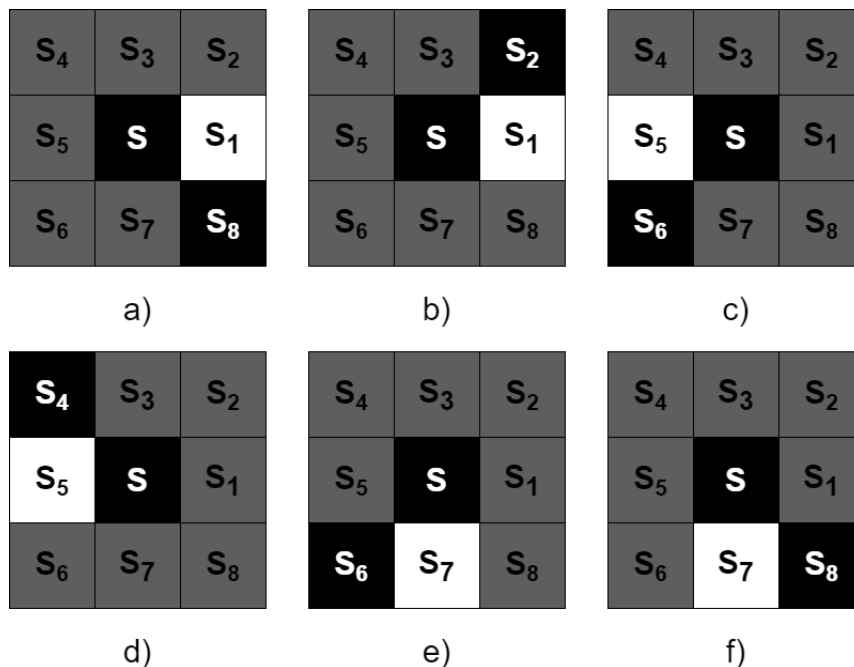 S₄ S₃ S₂ S₄ S₃ S₂ S₄ S₃ S₂
S₅ S S₁ S₅ S S₁ S₅ S S₁
S₆ S₇ S₈ S₆ S₇ S₈ S₆ S₇ S₈
a) b) c)
S₄ S₃ S₂ S₄ S₃ S₂ S₄ S₃ S₂
S₅ S S₁ S₅ S S₁ S₅ S S₁
S₆ S₇ S₈ S₆ S₇ S₈ S₆ S₇ S₈
d) e) f)